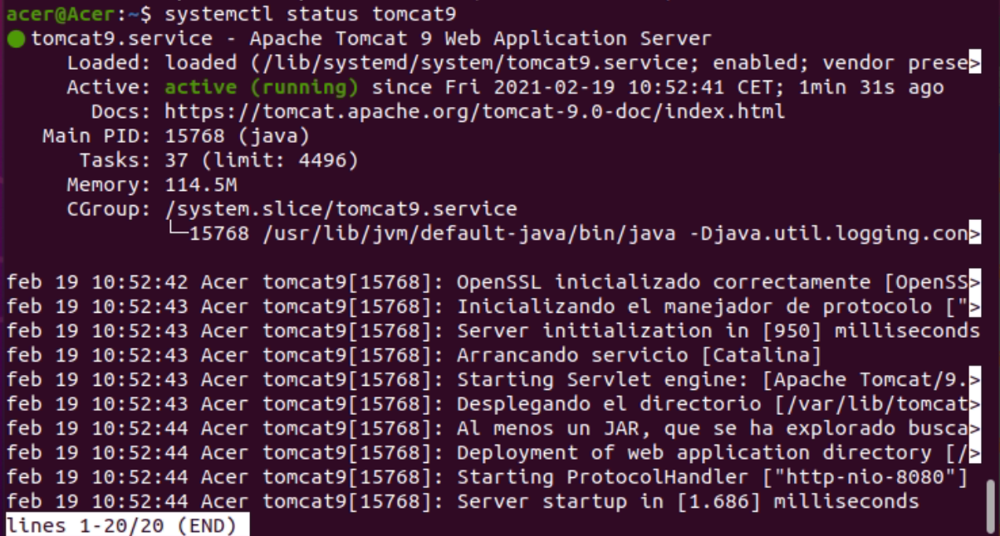 acer@Acer:~$ systemctl status tomcat9
● tomcat9.service - Apache Tomcat 9 Web Application Server
     Loaded: loaded (/lib/systemd/system/tomcat9.service; enabled; vendor prese>
     Active: active (running) since Fri 2021-02-19 10:52:41 CET; 1min 31s ago
       Docs: https://tomcat.apache.org/tomcat-9.0-doc/index.html
   Main PID: 15768 (java)
      Tasks: 37 (limit: 4496)
     Memory: 114.5M
     CGroup: /system.slice/tomcat9.service
             └─15768 /usr/lib/jvm/default-java/bin/java -Djava.util.logging.con>
feb 19 10:52:42 Acer tomcat9[15768]: OpenSSL inicializado correctamente [OpenSS>
feb 19 10:52:43 Acer tomcat9[15768]: Inicializando el manejador de protocolo [">
feb 19 10:52:43 Acer tomcat9[15768]: Server initialization in [950] milliseconds
feb 19 10:52:43 Acer tomcat9[15768]: Arrancando servicio [Catalina]
feb 19 10:52:43 Acer tomcat9[15768]: Starting Servlet engine: [Apache Tomcat/9.>
feb 19 10:52:43 Acer tomcat9[15768]: Desplegando el directorio [/var/lib/tomcat>
feb 19 10:52:44 Acer tomcat9[15768]: Al menos un JAR, que se ha explorado busca>
feb 19 10:52:44 Acer tomcat9[15768]: Deployment of web application directory [/>
feb 19 10:52:44 Acer tomcat9[15768]: Starting ProtocolHandler ["http-nio-8080"]
feb 19 10:52:44 Acer tomcat9[15768]: Server startup in [1.686] milliseconds
lines 1-20/20 (END)